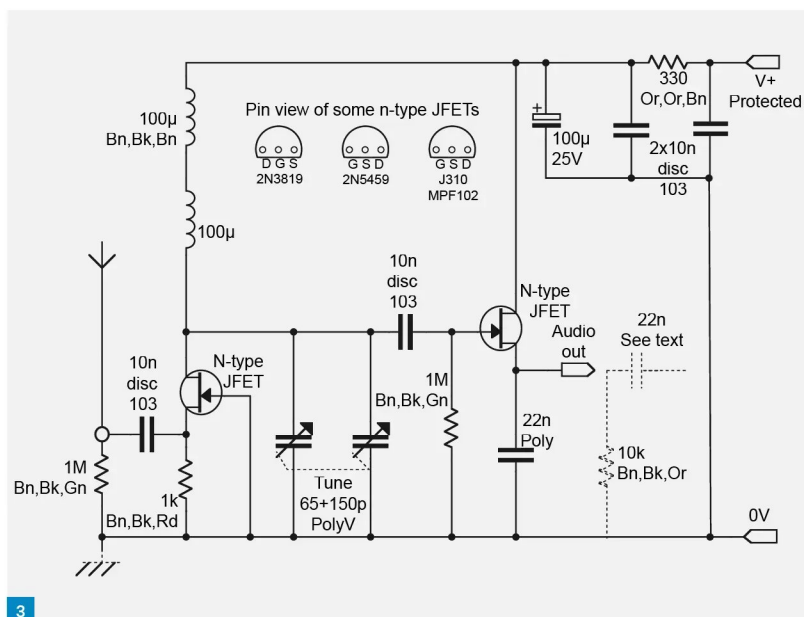 330
Or,Or,Bn
V+
Protected
100µ
Bn,Bk,Bn
Pin view of some n-type JFETs
D G S
2N3819
G S D
2N5459
G S D
J310
MPF102
+
100µ
25V
2x10n
disc
103
100µ
10n
disc
103
N-type
JFET
Audio
out
22n
See text
10n
disc
103
N-type
JFET
1M
Bn,Bk,Gn
22n
Poly
10k
Bn,Bk,Or
1M
Bn,Bk,Gn
1k
Bn,Bk,Rd
Tune
65+150p
PolyV
0V
3